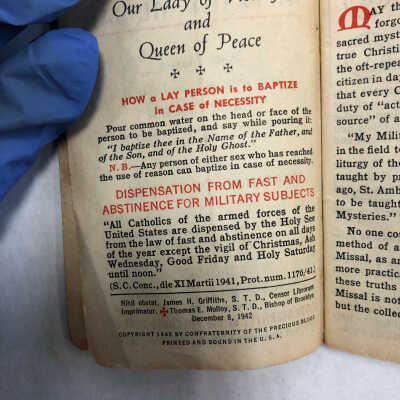 Our Lady of
and
Queen of Peace
HOW a LAY PERSON is to BAPTIZE
in CASE of NECESSITY
Pour common water on the head or face of the
person to be baptized, and say while pouring it:
"I baptize thee in the Name of the Father, and
of the Son, and of the Holy Ghost."
N. B.—Any person of either sex who has reached
the use of reason can baptize in case of necessity.
DISPENSATION FROM FAST AND
ABSTINENCE FOR MILITARY SUBJECTS
"All Catholics of the armed forces of the
United States are dispensed by the Holy See
from the law of fast and abstinence on all days
of the year except the vigil of Christmas, Ash
Wednesday, Good Friday and Holy Saturday
until noon."
(S. C. Conc., die XI Martii 1941, Prot. num. 1176/41.)
Nihil obstat, James H. Griffiths, S. T. D., Censor Librorum
Imprimatur, ✠Thomas E. Molloy, S. T. D., Bishop of Brooklyn
December 8, 1942
COPYRIGHT 1942 BY CONFRATERNITY OF THE PRECIOUS BLOOD
PRINTED AND BOUND IN THE U. S. A.
MAY th
forgo
sacred myst
true Christi
the oft-repea
citizen in day
that every C
duty of "acti
source" of a
"My Milit
in the field to
liturgy of the
taught by pr
ago, St. Amb
to be taught
Mysteries."
No one co
method of a
Missal, as an
more practic
these truths
Missal is not
but the collec